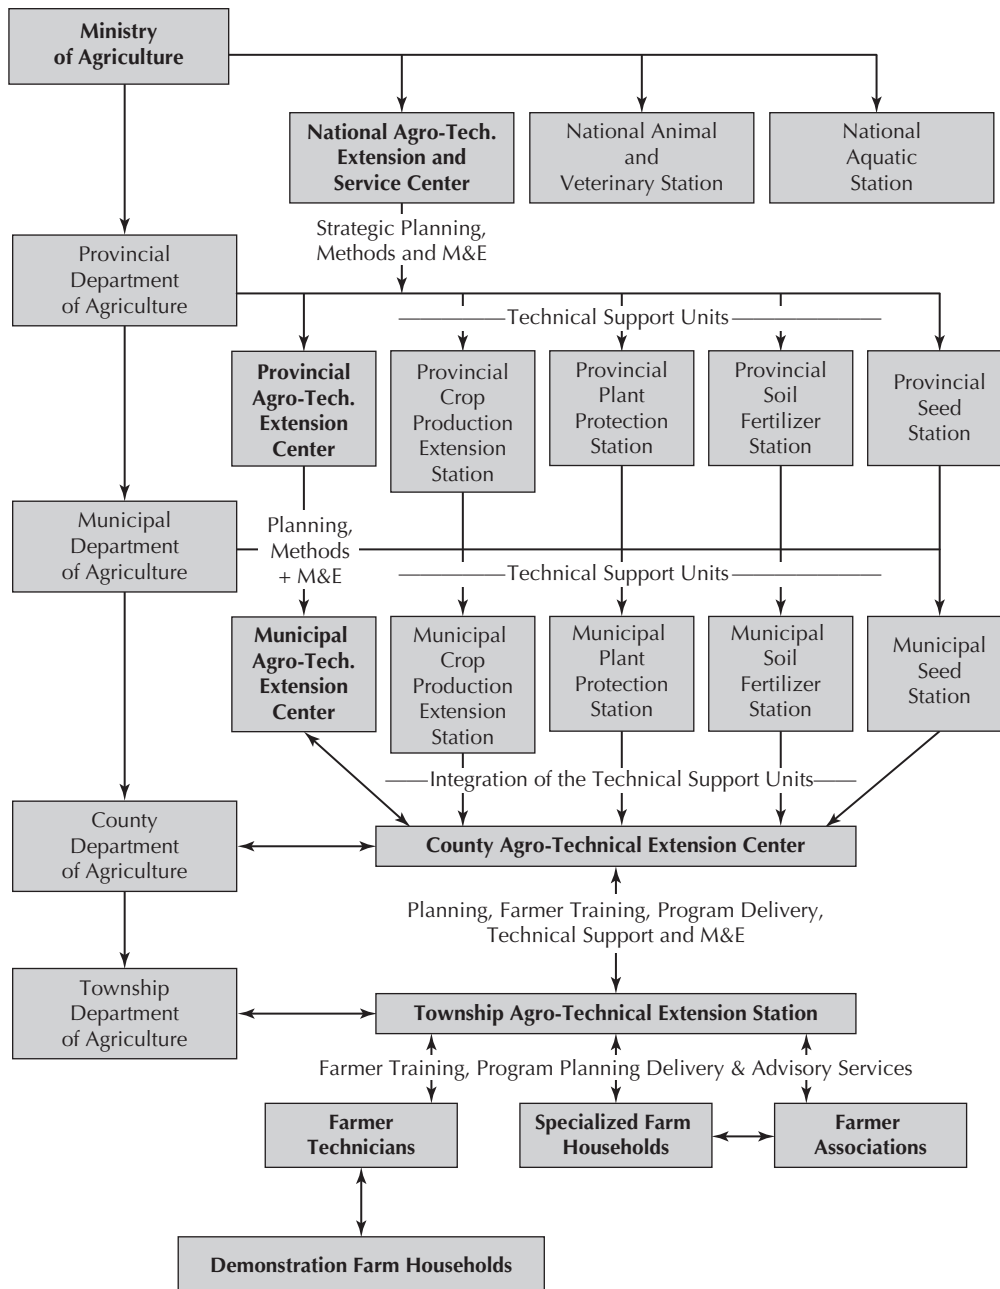 Ministry
of Agriculture
National Agro-Tech.
Extension and
Service Center
National Animal
and
Veterinary Station
National
Aquatic
Station
Strategic Planning,
Methods and M&E
Provincial
Department
of Agriculture
Technical Support Units
Provincial
Agro-Tech.
Extension
Center
Provincial
Crop
Production
Extension
Station
Provincial
Plant
Protection
Station
Provincial
Soil
Fertilizer
Station
Provincial
Seed
Station
Municipal
Department
of Agriculture
Planning,
Methods
+ M&E
Technical Support Units
Municipal
Agro-Tech.
Extension
Center
Municipal
Crop
Production
Extension
Station
Municipal
Plant
Protection
Station
Municipal
Soil
Fertilizer
Station
Municipal
Seed
Station
Integration of the Technical Support Units
County
Department
of Agriculture
County Agro-Technical Extension Center
Planning, Farmer Training, Program Delivery,
Technical Support and M&E
Township
Department
of Agriculture
Township Agro-Technical Extension Station
Farmer Training, Program Planning Delivery & Advisory Services
Farmer
Technicians
Specialized Farm
Households
Farmer
Associations
Demonstration Farm Households